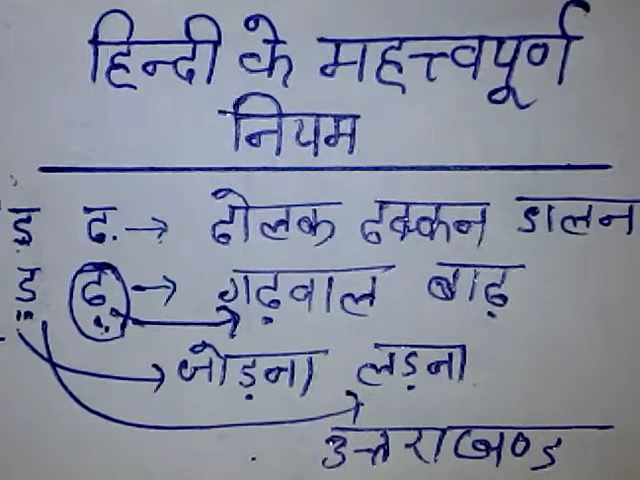 हिन्दी के महत्त्वपूर्ण
नियम
ड ढ → ढोलक ढक्कन डालन
ड़ ढ़ → गढ़वाल बाढ़
→ जोड़ना लड़ना
उत्तराखण्ड